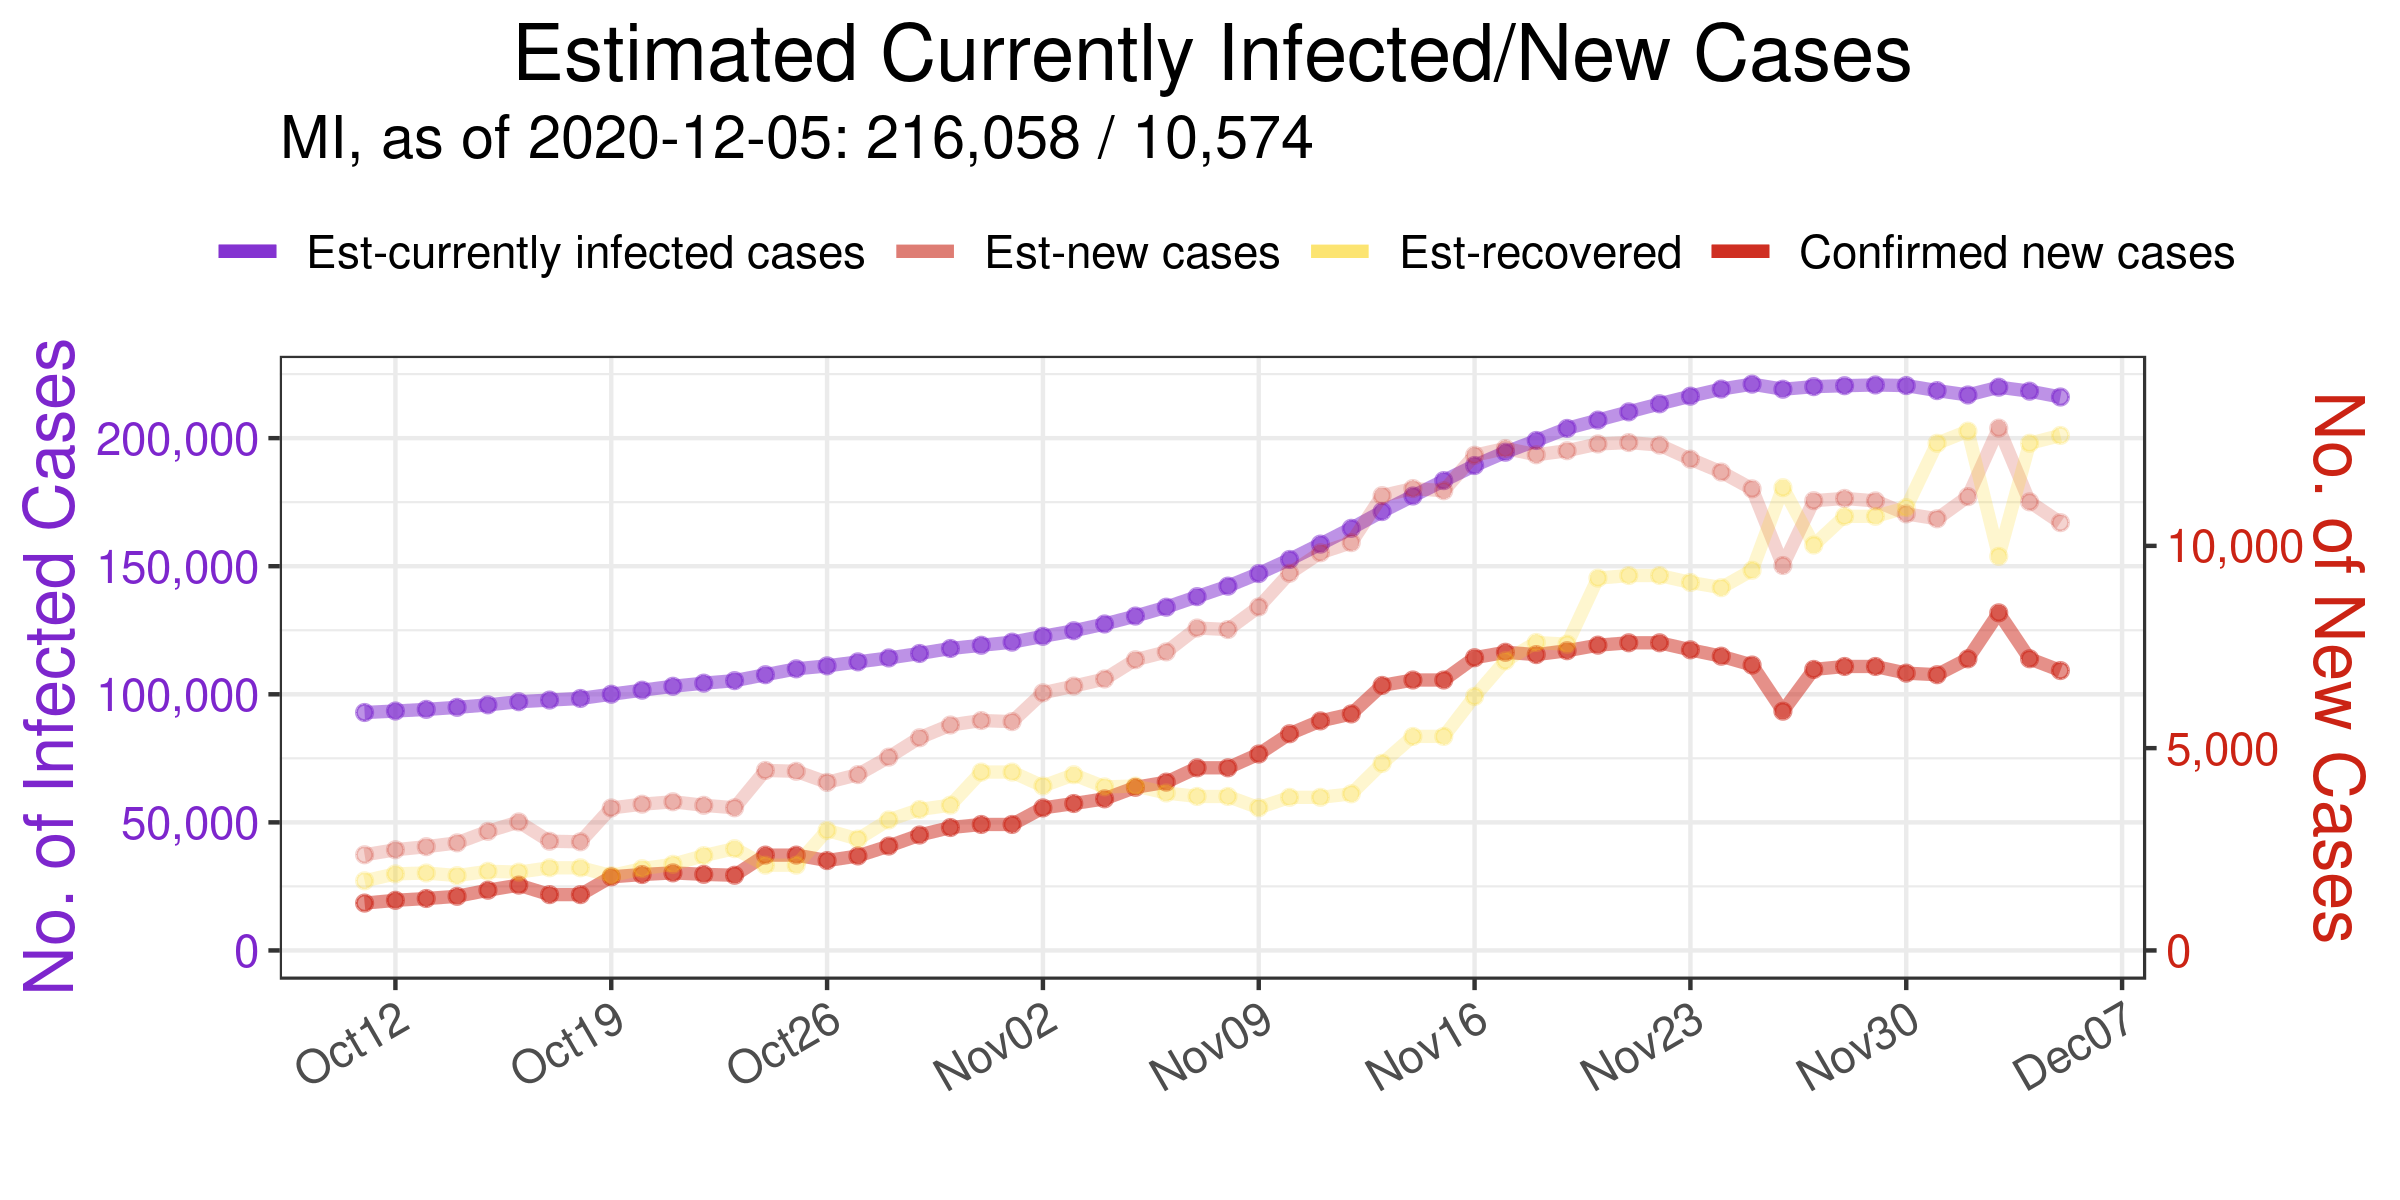 Estimated Currently Infected/New Cases
MI, as of 2020-12-05: 216,058 / 10,574
Est-currently infected cases Est-new cases Est-recovered Confirmed new cases
No. of Infected Cases
200,000
150,000
100,000
50,000
0
10,000
5,000
0
No. of New Cases
Oct12 Oct19 Oct26 Nov02 Nov09 Nov16 Nov23 Nov30 Dec07